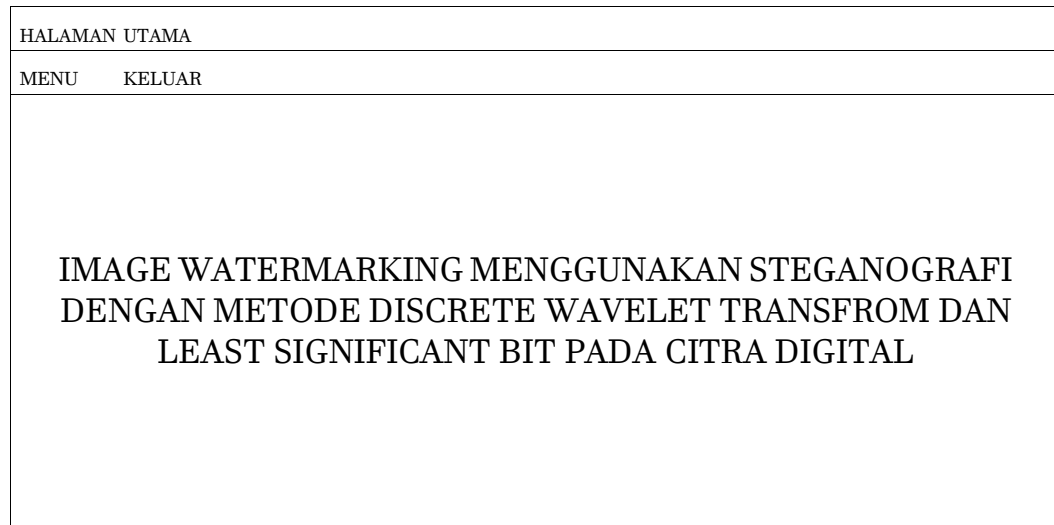 HALAMAN UTAMA
MENU KELUAR
IMAGE WATERMARKING MENGGUNAKAN STEGANOGRAFI
DENGAN METODE DISCRETE WAVELET TRANSFROM DAN
LEAST SIGNIFICANT BIT PADA CITRA DIGITAL